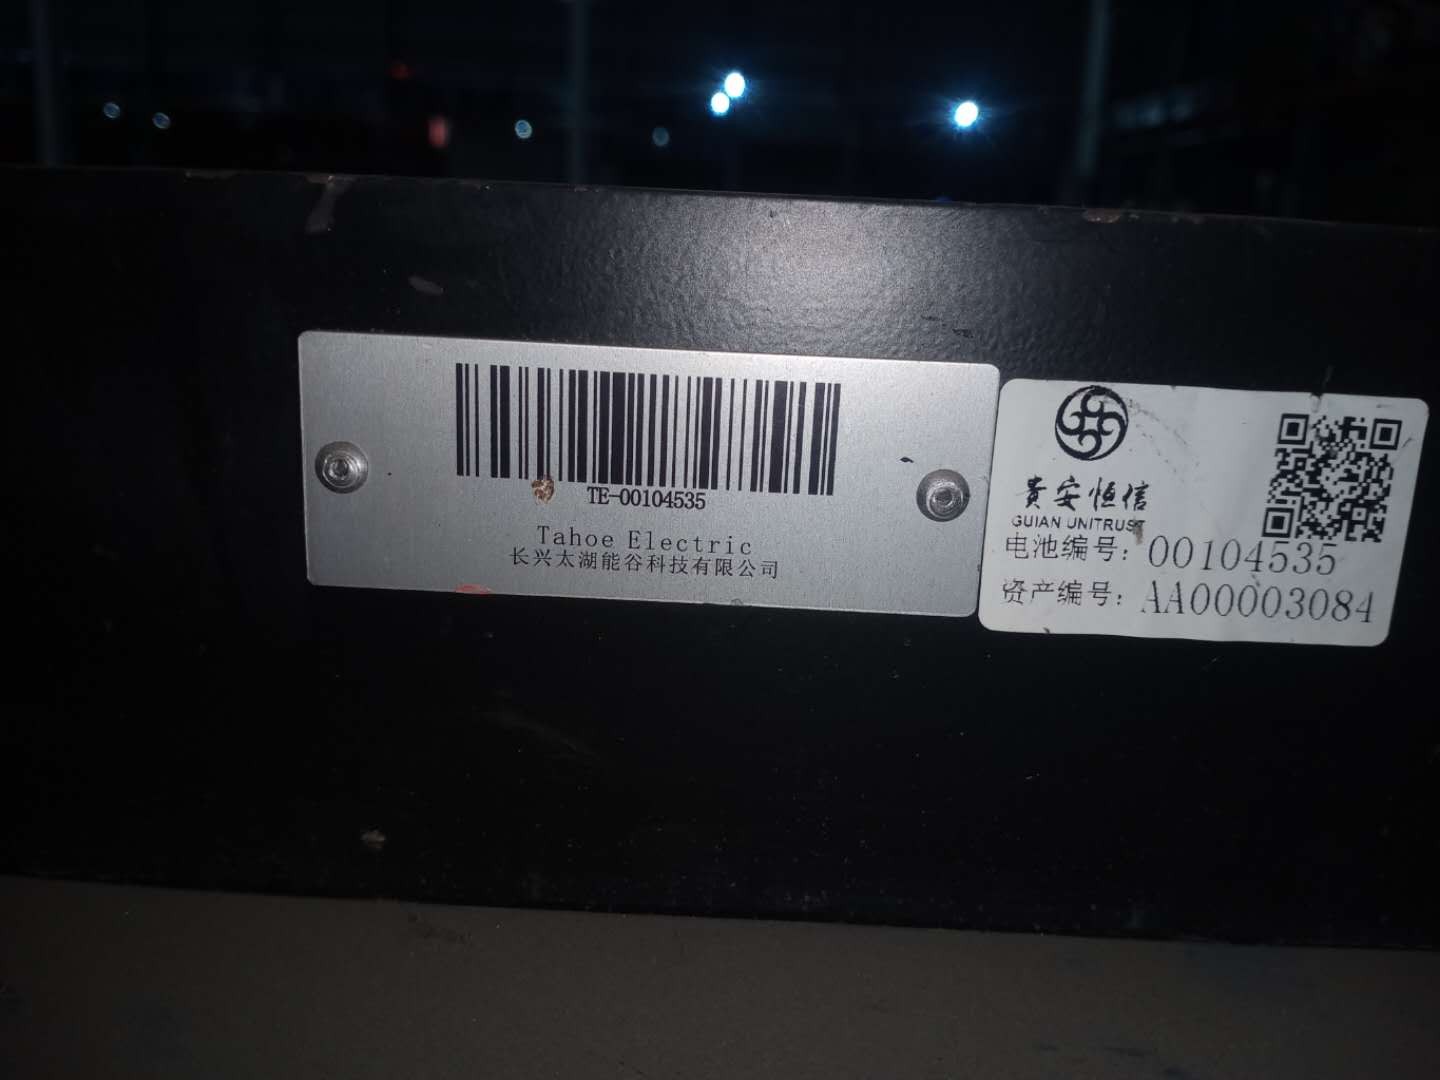 TE-00104535
Tahoe Electric
长兴太湖能谷科技有限公司
貴安恒信
GUIAN UNITRUST
电池编号：00104535
资产编号：AA00003084